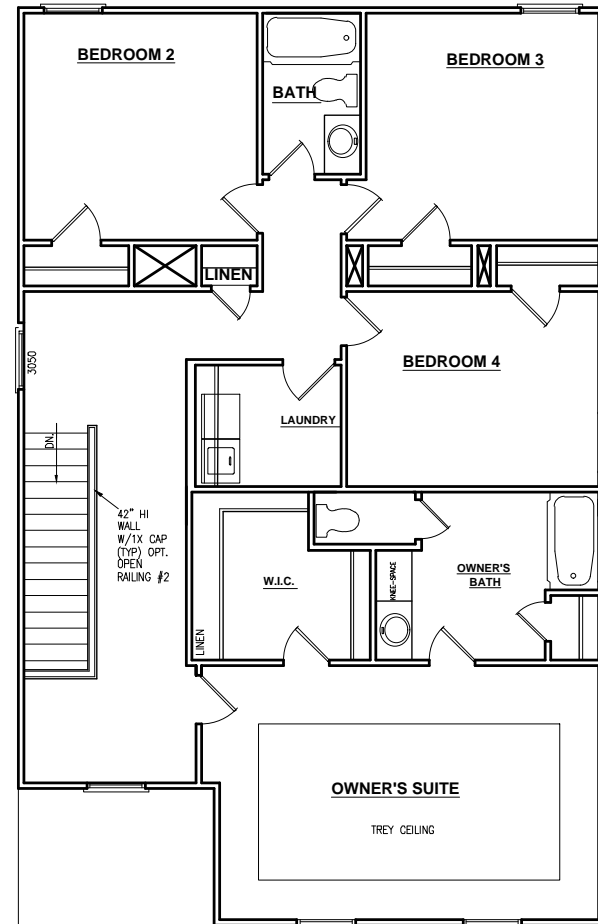 BEDROOM 2
BATH
BEDROOM 3
LINEN
3050
BEDROOM 4
LAUNDRY
DN.
42" HI
WALL
W/1X CAP
(TYP) OPT.
OPEN
RAILING #2
W.I.C.
LINEN
KNEE-SPACE
OWNER'S
BATH
OWNER'S SUITE
TREY CEILING